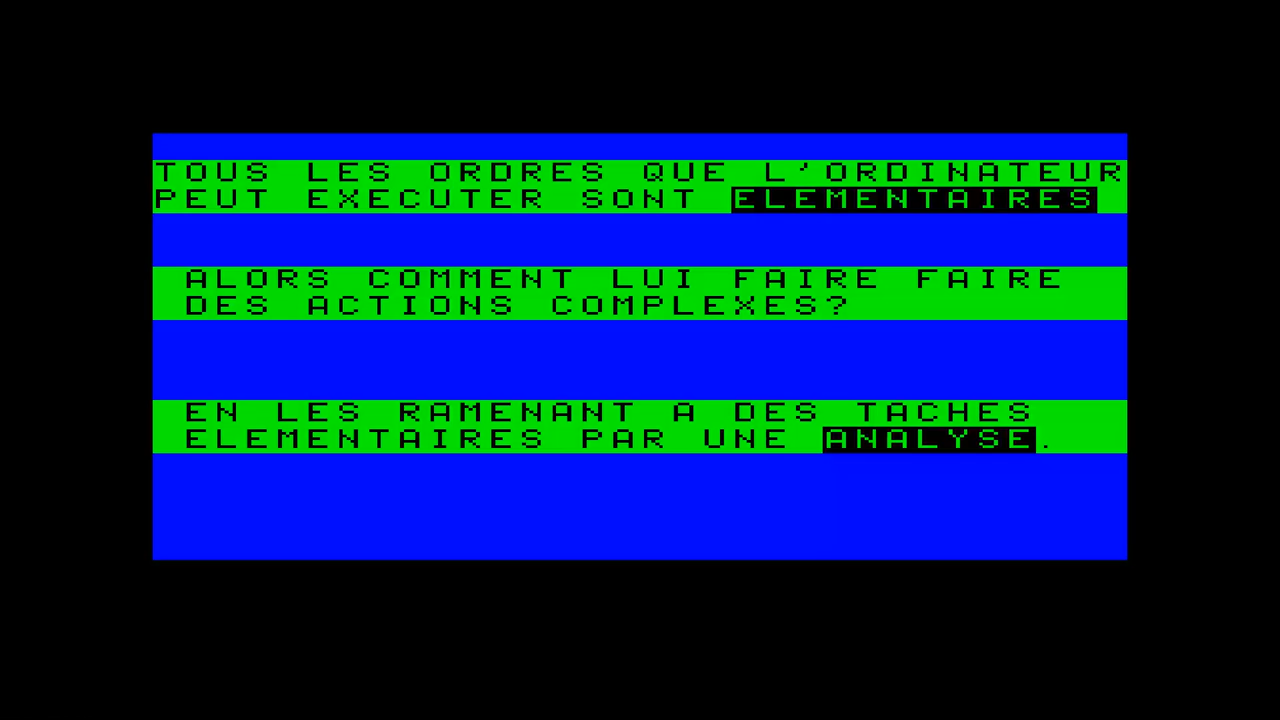 TOUS LES ORDRES QUE L'ORDINATEUR
PEUT EXECUTER SONT ELEMENTAIRES
ALORS COMMENT LUI FAIRE FAIRE
DES ACTIONS COMPLEXES?
EN LES RAMENANT A DES TACHES
ELEMENTAIRES PAR UNE ANALYSE.